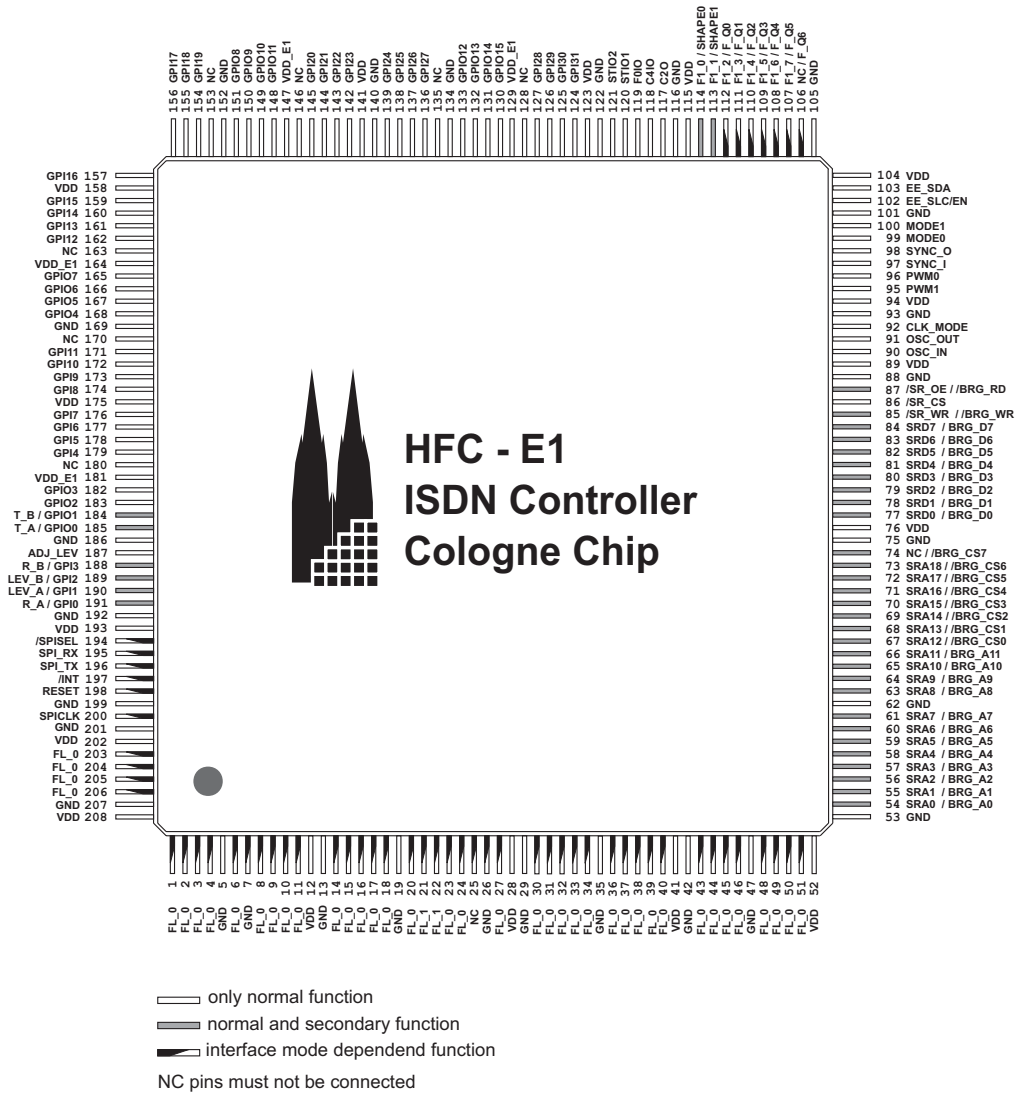 156 GPI17
155 GPI18
154 GPI19
153 NC
152 GND
151 GPIO8
150 GPIO9
149 GPIO10
148 GPIO11
147 VDD_E1
146 NC
145 GPI20
144 GPI21
143 GPI22
142 GPI23
141 VDD
140 GND
139 GPI24
138 GPI25
137 GPI26
136 GPI27
135 NC
134 GND
133 GPIO12
132 GPIO13
131 GPIO14
130 GPIO15
129 VDD_E1
128 NC
127 GPI28
126 GPI29
125 GPI30
124 GPI31
123 VDD
122 GND
121 STIO2
120 STIO1
119 F0IO
118 C4IO
117 C2O
116 GND
115 VDD
114 F1_0 / SHAPE0
113 F1_1 / SHAPE1
112 F1_2 / F_Q0
111 F1_3 / F_Q1
110 F1_4 / F_Q2
109 F1_5 / F_Q3
108 F1_6 / F_Q4
107 F1_7 / F_Q5
106 NC / F_Q6
105 GND
GPI16 157
VDD 158
GPI15 159
GPI14 160
GPI13 161
GPI12 162
NC 163
VDD_E1 164
GPIO7 165
GPIO6 166
GPIO5 167
GPIO4 168
GND 169
NC 170
GPI11 171
GPI10 172
GPI9 173
GPI8 174
VDD 175
GPI7 176
GPI6 177
GPI5 178
GPI4 179
NC 180
VDD_E1 181
GPIO3 182
GPIO2 183
T_B / GPIO1 184
T_A / GPIO0 185
GND 186
ADJ_LEV 187
R_B / GPI3 188
LEV_B / GPI2 189
LEV_A / GPI1 190
R_A / GPI0 191
GND 192
VDD 193
/SPISEL 194
SPI_RX 195
SPI_TX 196
/INT 197
RESET 198
GND 199
SPICLK 200
GND 201
VDD 202
FL_0 203
FL_0 204
FL_0 205
FL_0 206
GND 207
VDD 208
HFC - E1
ISDN Controller
Cologne Chip
104 VDD
103 EE_SDA
102 EE_SLC/EN
101 GND
100 MODE1
99 MODE0
98 SYNC_O
97 SYNC_I
96 PWM0
95 PWM1
94 VDD
93 GND
92 CLK_MODE
91 OSC_OUT
90 OSC_IN
89 VDD
88 GND
87 /SR_OE / /BRG_RD
86 /SR_CS
85 /SR_WR / /BRG_WR
84 SRD7 / BRG_D7
83 SRD6 / BRG_D6
82 SRD5 / BRG_D5
81 SRD4 / BRG_D4
80 SRD3 / BRG_D3
79 SRD2 / BRG_D2
78 SRD1 / BRG_D1
77 SRD0 / BRG_D0
76 VDD
75 GND
74 NC / /BRG_CS7
73 SRA18 / /BRG_CS6
72 SRA17 / /BRG_CS5
71 SRA16 / /BRG_CS4
70 SRA15 / /BRG_CS3
69 SRA14 / /BRG_CS2
68 SRA13 / /BRG_CS1
67 SRA12 / /BRG_CS0
66 SRA11 / BRG_A11
65 SRA10 / BRG_A10
64 SRA9 / BRG_A9
63 SRA8 / BRG_A8
62 GND
61 SRA7 / BRG_A7
60 SRA6 / BRG_A6
59 SRA5 / BRG_A5
58 SRA4 / BRG_A4
57 SRA3 / BRG_A3
56 SRA2 / BRG_A2
55 SRA1 / BRG_A1
54 SRA0 / BRG_A0
53 GND
FL_0 1
FL_0 2
FL_0 3
FL_0 4
GND 5
FL_0 6
GND 7
FL_0 8
FL_0 9
FL_0 10
FL_0 11
VDD 12
GND 13
FL_0 14
FL_0 15
FL_0 16
FL_0 17
FL_0 18
GND 19
FL_0 20
FL_1 21
FL_1 22
FL_0 23
FL_0 24
NC 25
GND 26
FL_0 27
VDD 28
GND 29
FL_0 30
FL_0 31
FL_0 32
FL_0 33
FL_0 34
GND 35
FL_0 36
FL_0 37
FL_0 38
FL_0 39
FL_0 40
VDD 41
GND 42
FL_0 43
FL_0 44
FL_0 45
FL_0 46
GND 47
FL_0 48
FL_0 49
FL_0 50
FL_0 51
VDD 52
only normal function
normal and secondary function
interface mode dependend function
NC pins must not be connected